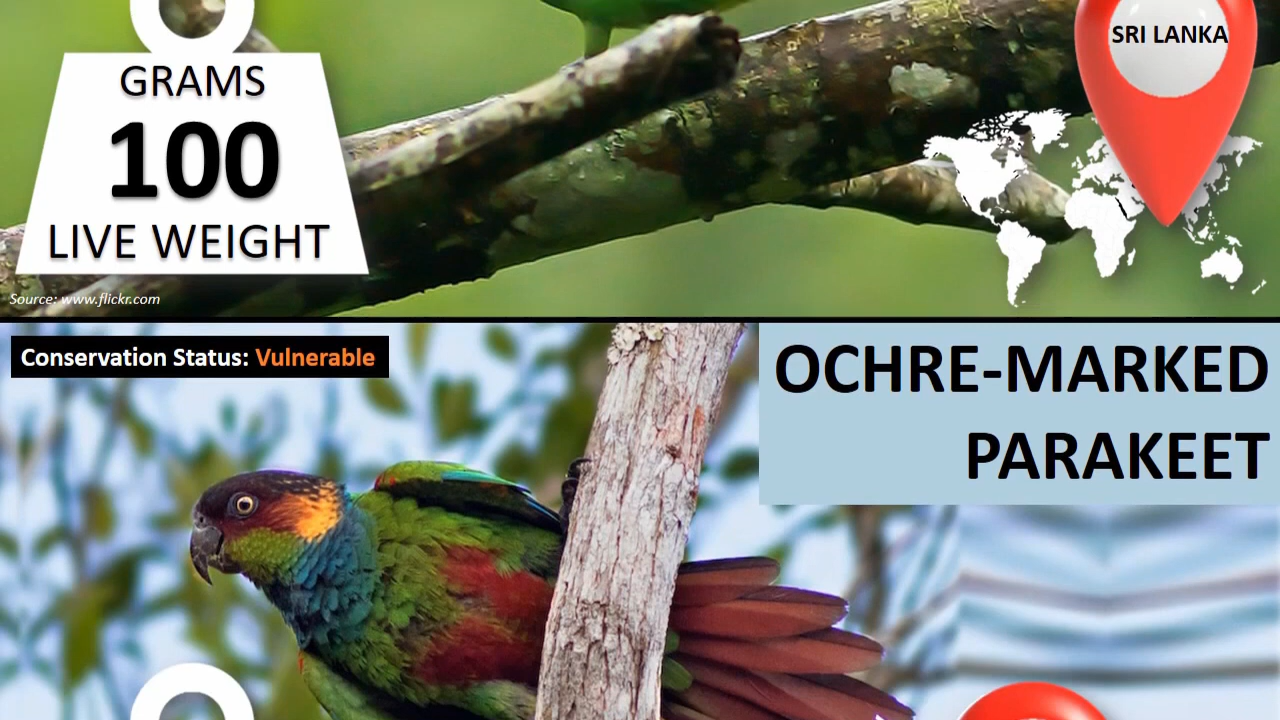 SRI LANKA
GRAMS
100
LIVE WEIGHT
Source: www.flickr.com
Conservation Status: Vulnerable
OCHRE-MARKED
PARAKEET